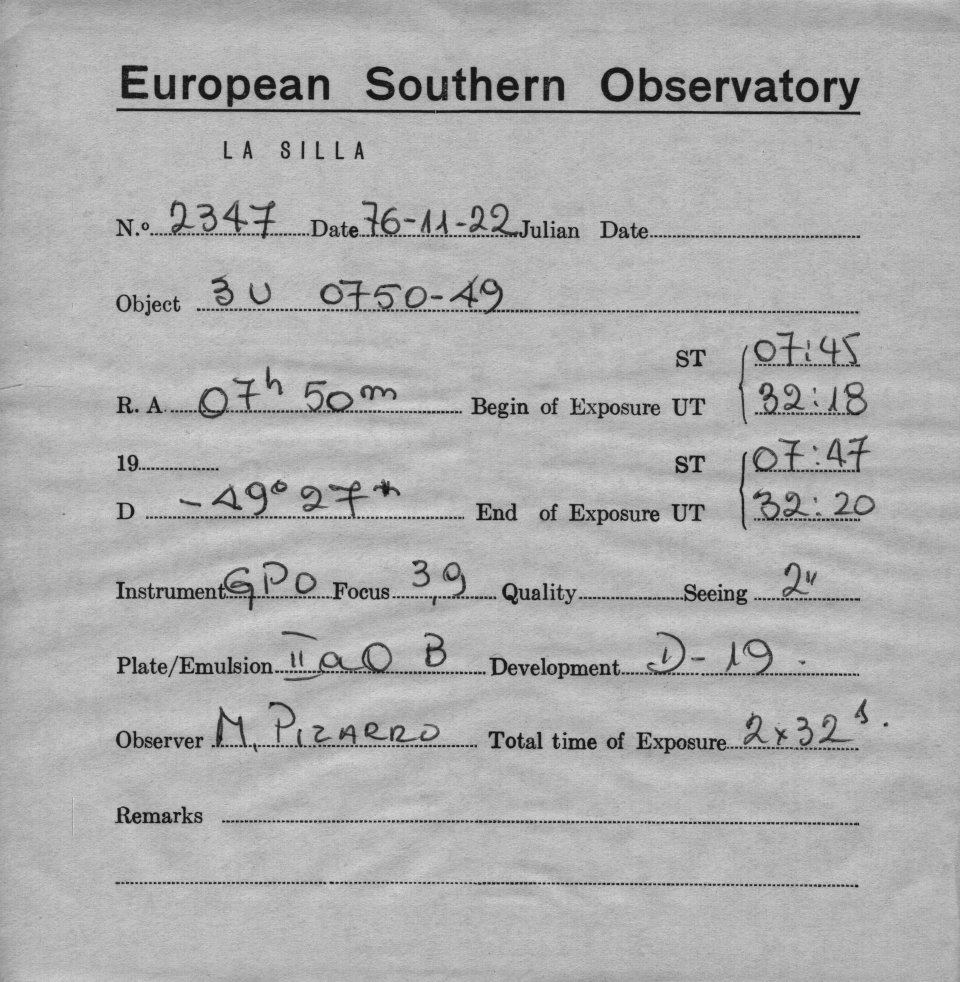 European Southern Observatory
LA SILLA
N.º 2347 Date 76-11-22 Julian Date
Object 3U 0750-49
ST 07:45
R. A. 07h 50m Begin of Exposure UT 32:18
19 ST 07:47
D -49° 27m End of Exposure UT 32:20
Instrument GPO Focus 3,9 Quality Seeing 2"
Plate/Emulsion IIaO B Development D-19.
Observer M. PIZARRO Total time of Exposure 2x32s.
Remarks